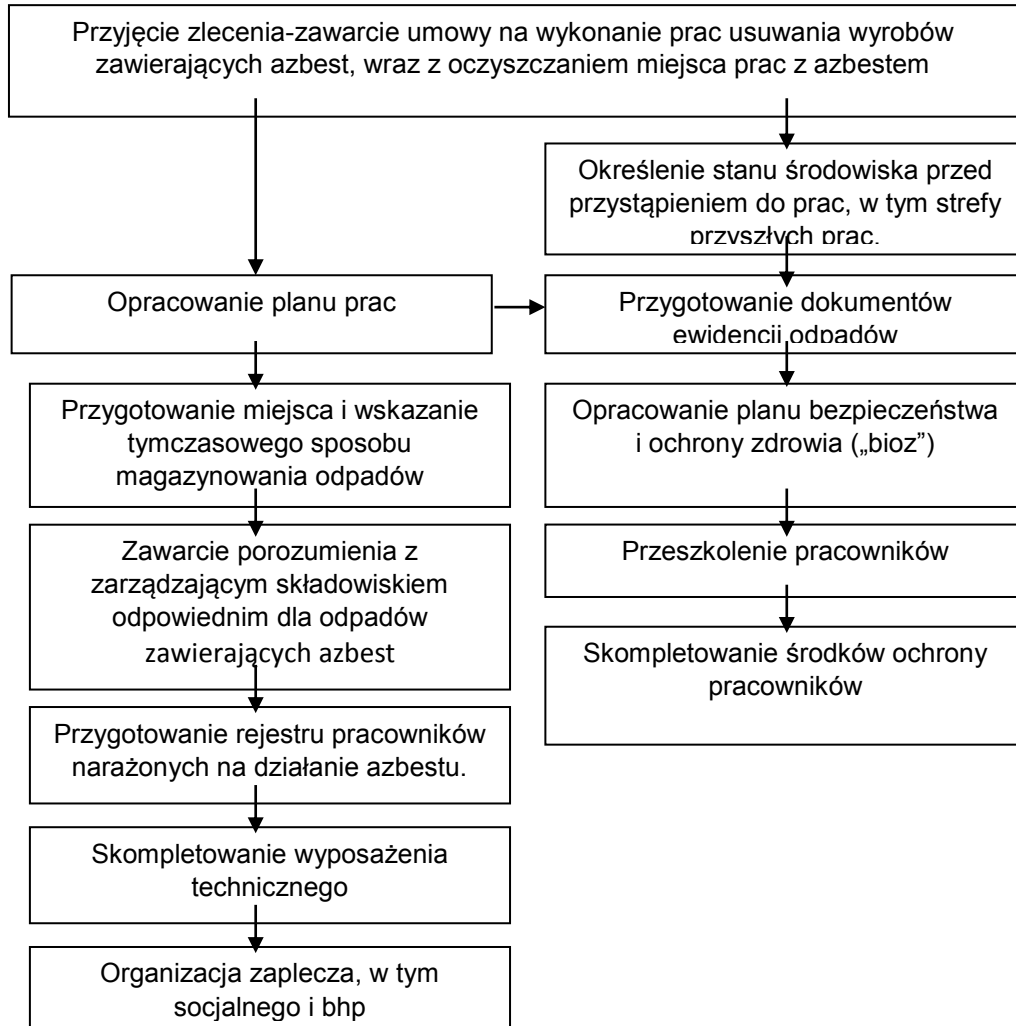 Przyjęcie zlecenia-zawarcie umowy na wykonanie prac usuwania wyrobów
zawierających azbest, wraz z oczyszczaniem miejsca prac z azbestem
Określenie stanu środowiska przed
przystąpieniem do prac, w tym strefy
przyszłych prac.
Opracowanie planu prac
Przygotowanie dokumentów
ewidencji odpadów
Przygotowanie miejsca i wskazanie
tymczasowego sposobu
magazynowania odpadów
Opracowanie planu bezpieczeństwa
i ochrony zdrowia („bioz”)
Zawarcie porozumienia z
zarządzającym składowiskiem
odpowiednim dla odpadów
zawierających azbest
Przeszkolenie pracowników
Skompletowanie środków ochrony
pracowników
Przygotowanie rejestru pracowników
narażonych na działanie azbestu.
Skompletowanie wyposażenia
technicznego
Organizacja zaplecza, w tym
socjalnego i bhp